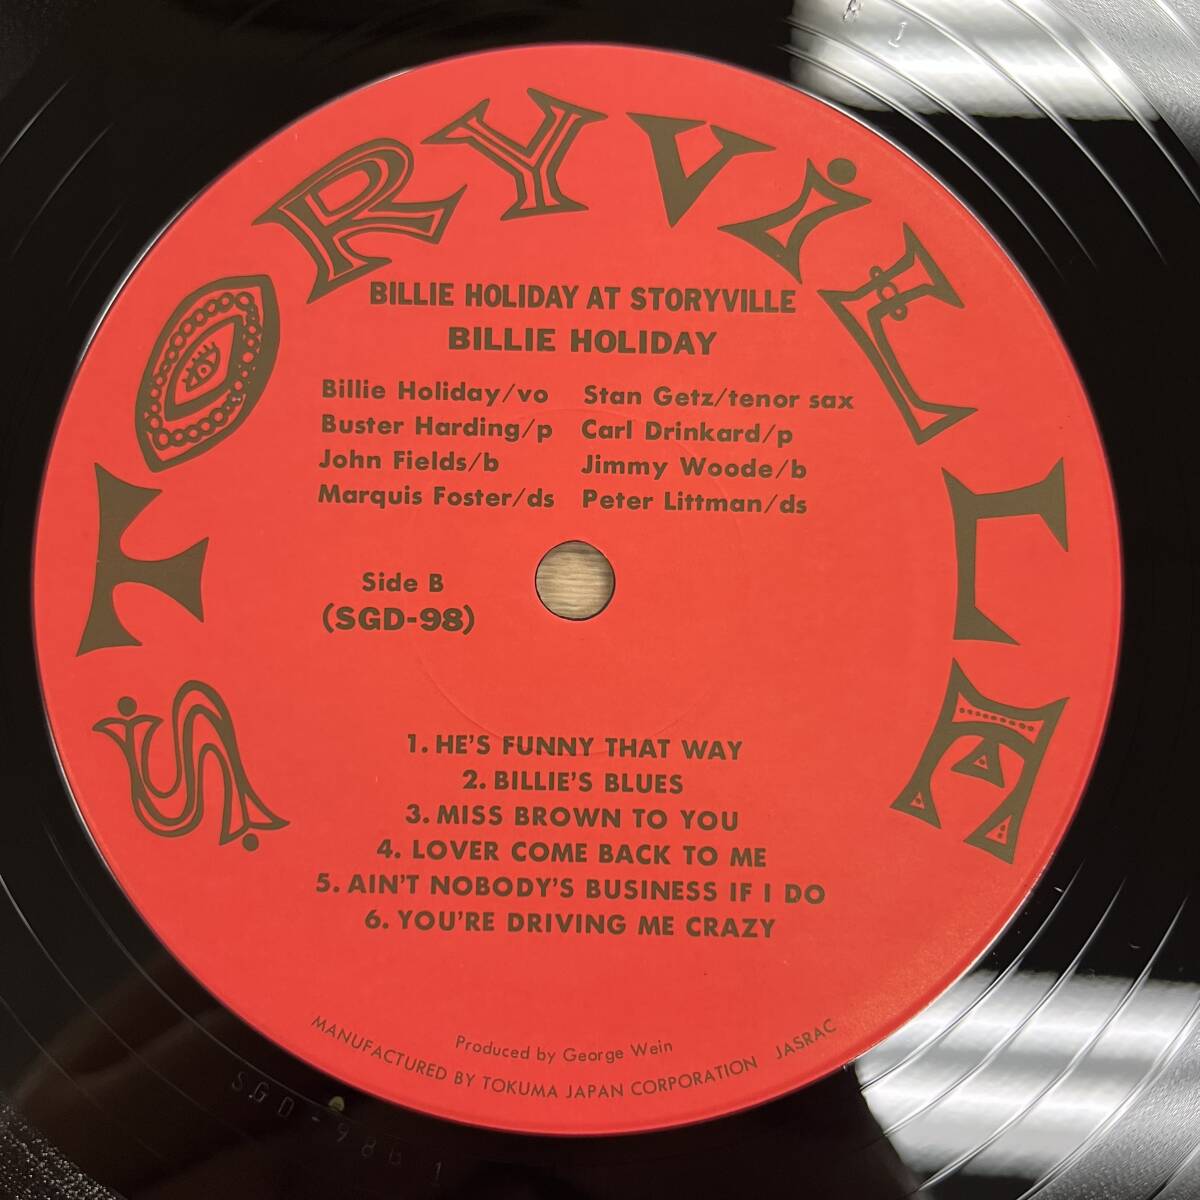 STORYViLLE
BILLIE HOLIDAY AT STORYVILLE
BILLIE HOLIDAY
Billie Holiday/vo Stan Getz/tenor sax
Buster Harding/p Carl Drinkard/p
John Fields/b Jimmy Woode/b
Marquis Foster/ds Peter Littman/ds
Side B
(SGD-98)
1. HE'S FUNNY THAT WAY
2. BILLIE'S BLUES
3. MISS BROWN TO YOU
4. LOVER COME BACK TO ME
5. AIN'T NOBODY'S BUSINESS IF I DO
6. YOU'RE DRIVING ME CRAZY
Produced by George Wein
MANUFACTURED BY TOKUMA JAPAN CORPORATION JASRAC
SGD-98B 1